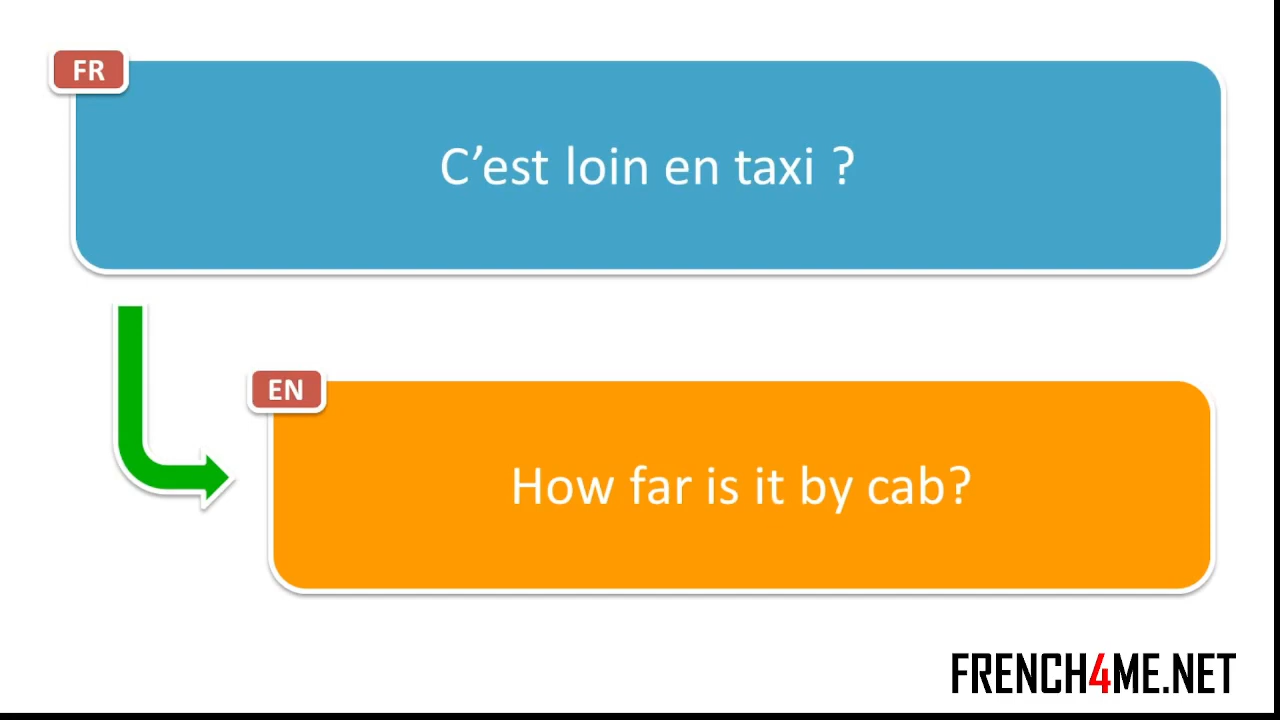 FR
C’est loin en taxi ?
EN
How far is it by cab?
FRENCH4ME.NET